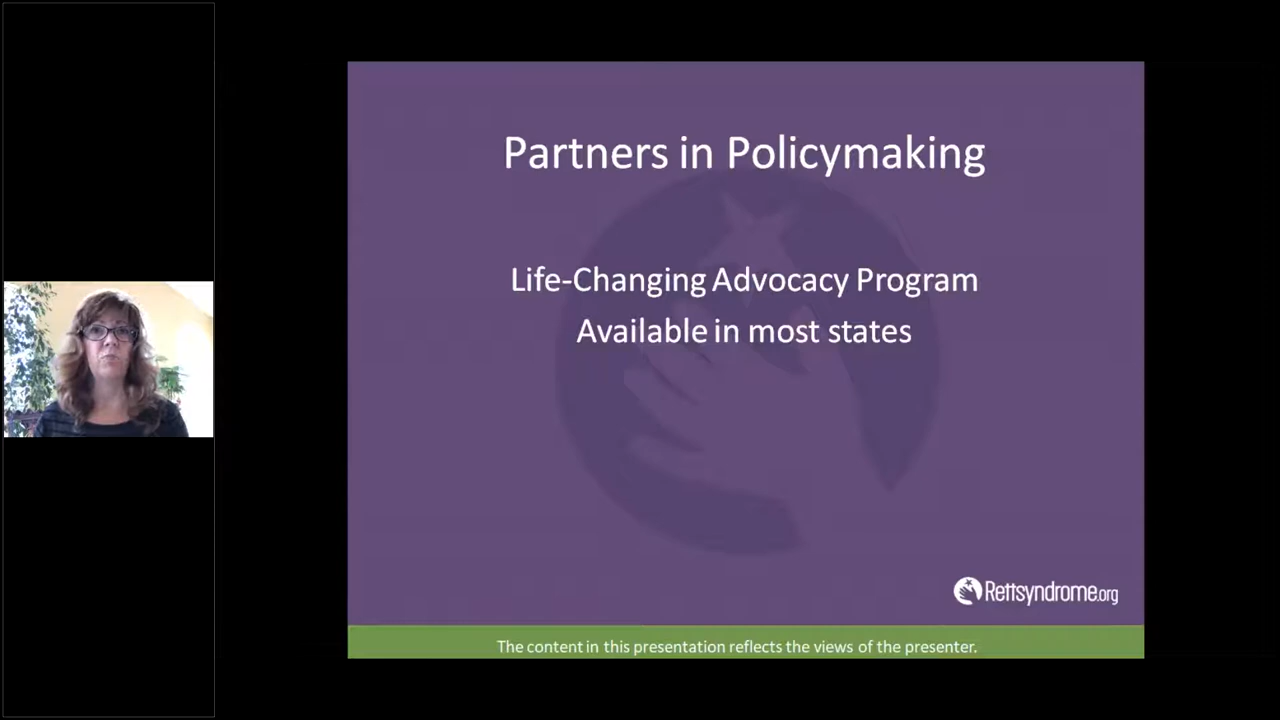 Partners in Policymaking
Life-Changing Advocacy Program
Available in most states
Rettsyndrome.org
The content in this presentation reflects the views of the presenter.